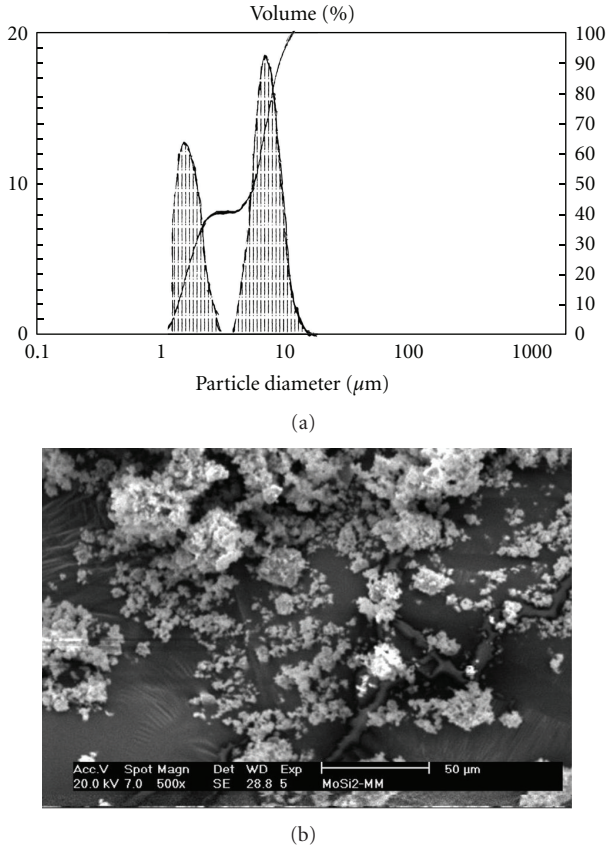 Volume (%)
20
10
0
100
90
80
70
60
50
40
30
20
10
0
0.1 1 10 100 1000
Particle diameter (μm)
(a)
Acc.V Spot Magn Det WD Exp 50 μm
20.0 kV 7.0 500x SE 28.8 5 MoSi2-MM
(b)